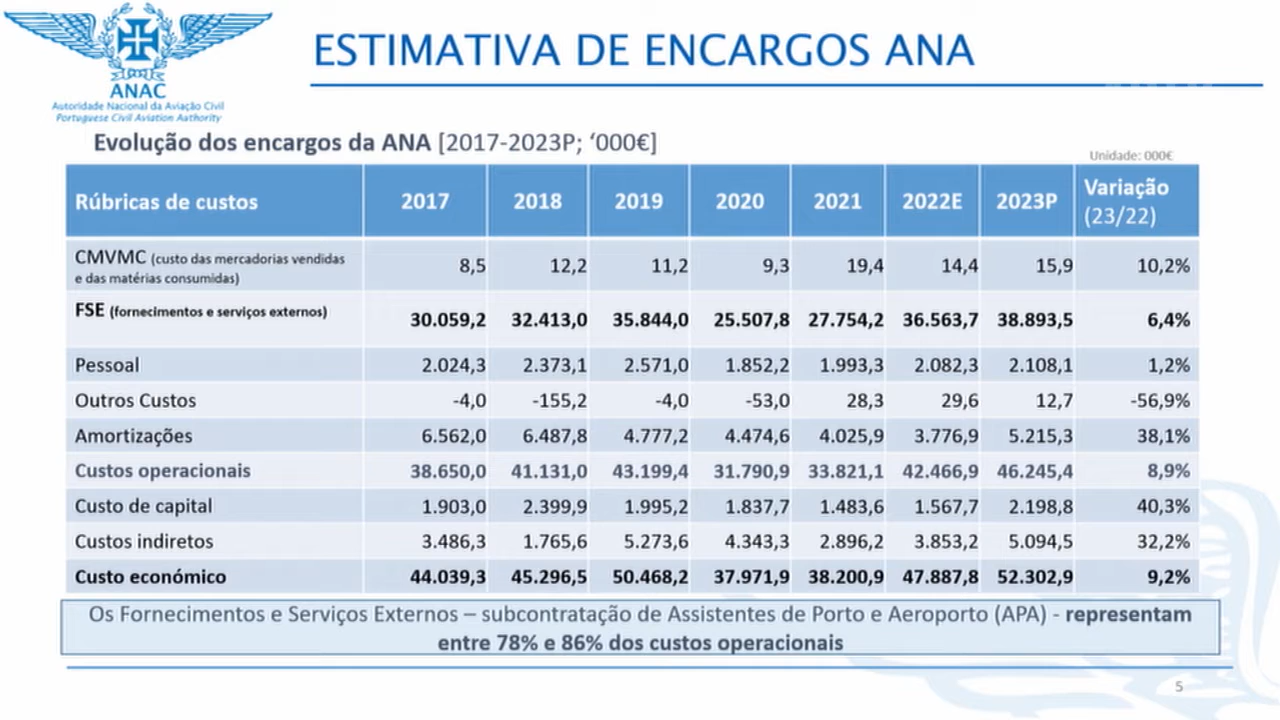 ESTIMATIVA DE ENCARGOS ANA
ANAC
Autoridade Nacional da Aviação Civil
Portuguese Civil Aviation Authority
Evolução dos encargos da ANA [2017-2023P; ‘000€]
Unidade: 000€
Rúbricas de custos 2017 2018 2019 2020 2021 2022E 2023P Variação (23/22)
CMVMC (custo das mercadorias vendidas
e das matérias consumidas) 8,5 12,2 11,2 9,3 19,4 14,4 15,9 10,2%
FSE (fornecimentos e serviços externos) 30.059,2 32.413,0 35.844,0 25.507,8 27.754,2 36.563,7 38.893,5 6,4%
Pessoal 2.024,3 2.373,1 2.571,0 1.852,2 1.993,3 2.082,3 2.108,1 1,2%
Outros Custos -4,0 -155,2 -4,0 -53,0 28,3 29,6 12,7 -56,9%
Amortizações 6.562,0 6.487,8 4.777,2 4.474,6 4.025,9 3.776,9 5.215,3 38,1%
Custos operacionais 38.650,0 41.131,0 43.199,4 31.790,9 33.821,1 42.466,9 46.245,4 8,9%
Custo de capital 1.903,0 2.399,9 1.995,2 1.837,7 1.483,6 1.567,7 2.198,8 40,3%
Custos indiretos 3.486,3 1.765,6 5.273,6 4.343,3 2.896,2 3.853,2 5.094,5 32,2%
Custo económico 44.039,3 45.296,5 50.468,2 37.971,9 38.200,9 47.887,8 52.302,9 9,2%
Os Fornecimentos e Serviços Externos – subcontratação de Assistentes de Porto e Aeroporto (APA) - representam
entre 78% e 86% dos custos operacionais
5